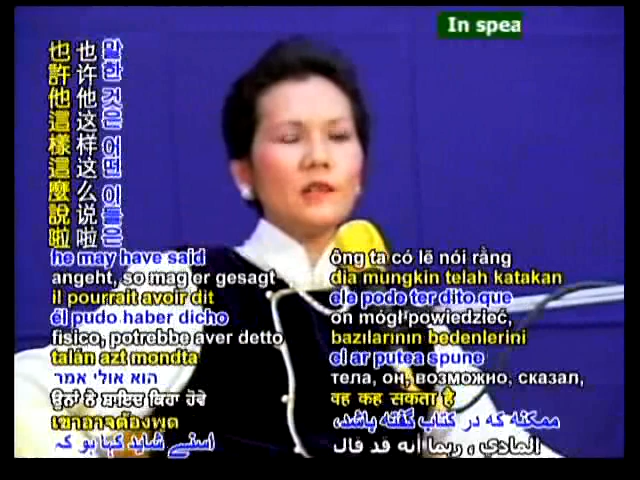 In spea
也許他這樣這麼說啦
也许他这样这么说啦
말한 것은 어떤 이들은
he may have said
angeht, so mag er gesagt
il pourrait avoir dit
él pudo haber dicho
fisico, potrebbe aver detto
talán azt mondta
הוא אולי אמר
ਉਨਾਂ ਨੇ ਸ਼ਾਇਦ ਕਿਹਾ ਹੋਵੇ
เขาอาจต้องพูด
اسنے شاید کہا ہو کہ
ông ta có lẽ nói rằng
dia mungkin telah katakan
ele pode ter dito que
on mógł powiedzieć,
bazılarının bedenlerini
el ar putea spune
тела, он, возможно, сказал,
वह कह सकता है
ممکنه که در کتاب گفته باشد،
المادي ، ربما أنه قد قال